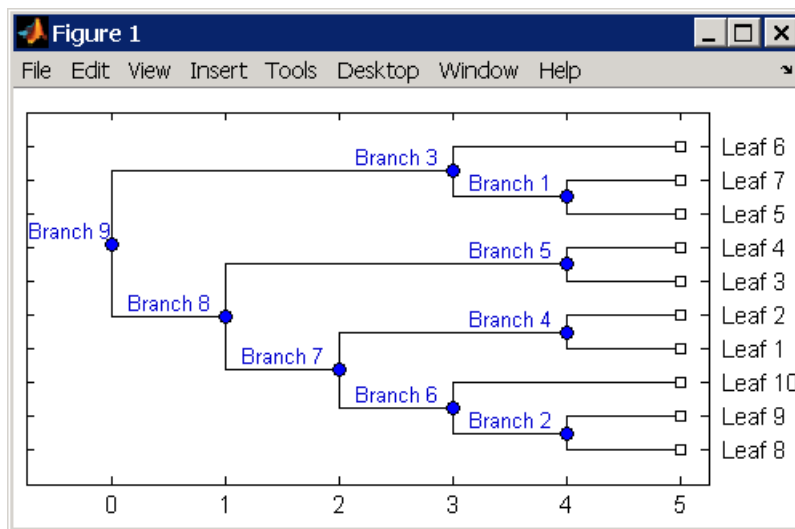 Figure 1
File Edit View Insert Tools Desktop Window Help
Leaf 6
Branch 3
Leaf 7
Branch 1
Leaf 5
Branch 9
Leaf 4
Branch 5
Leaf 3
Branch 8
Leaf 2
Branch 4
Leaf 1
Branch 7
Leaf 10
Branch 6
Leaf 9
Branch 2
Leaf 8
0 1 2 3 4 5